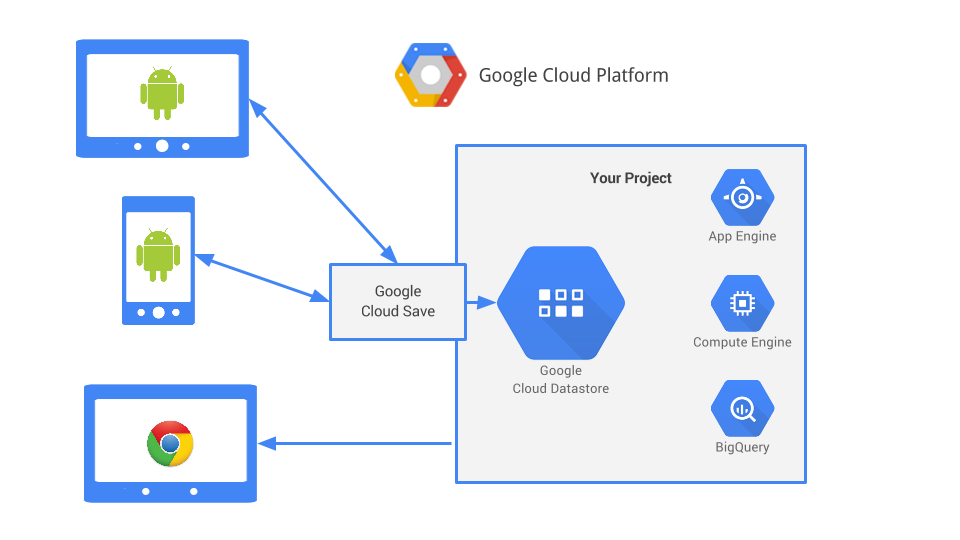 Google Cloud Platform
Your Project
App Engine
Google
Cloud Save
Compute Engine
Google
Cloud Datastore
BigQuery